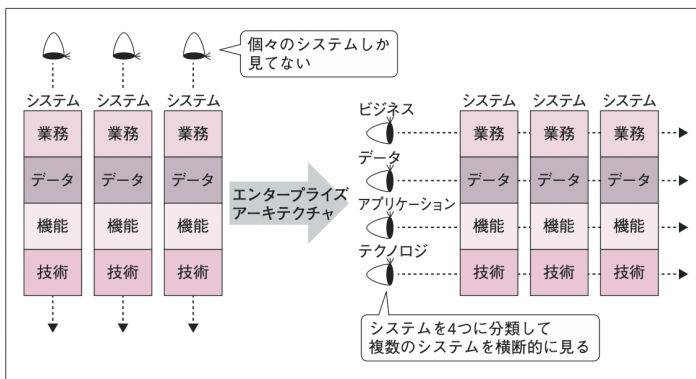 個々のシステムしか
見てない
システム
システム
システム
業務
業務
業務
データ
データ
データ
機能
機能
機能
技術
技術
技術
エンタープライズ
アーキテクチャ
ビジネス
データ
アプリケーション
テクノロジ
システム
システム
システム
業務
業務
業務
データ
データ
データ
機能
機能
機能
技術
技術
技術
システムを4つに分類して
複数のシステムを横断的に見る